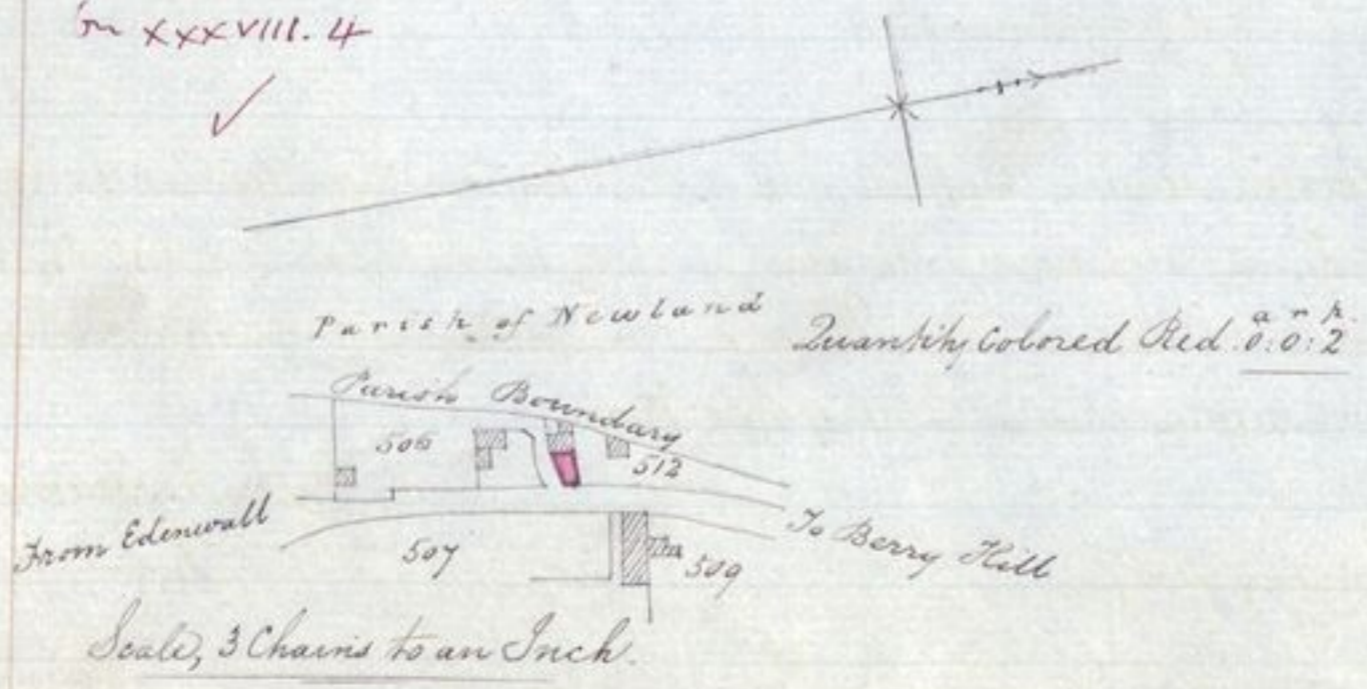 on XXXVIII. 4
Parish of Newland
Quantity Colored Red. 0:0:2
a r p.
Parish Boundary
506
512
From Edenwall
To Berry Hill
507
509
Scale, 3 Chains to an Inch.